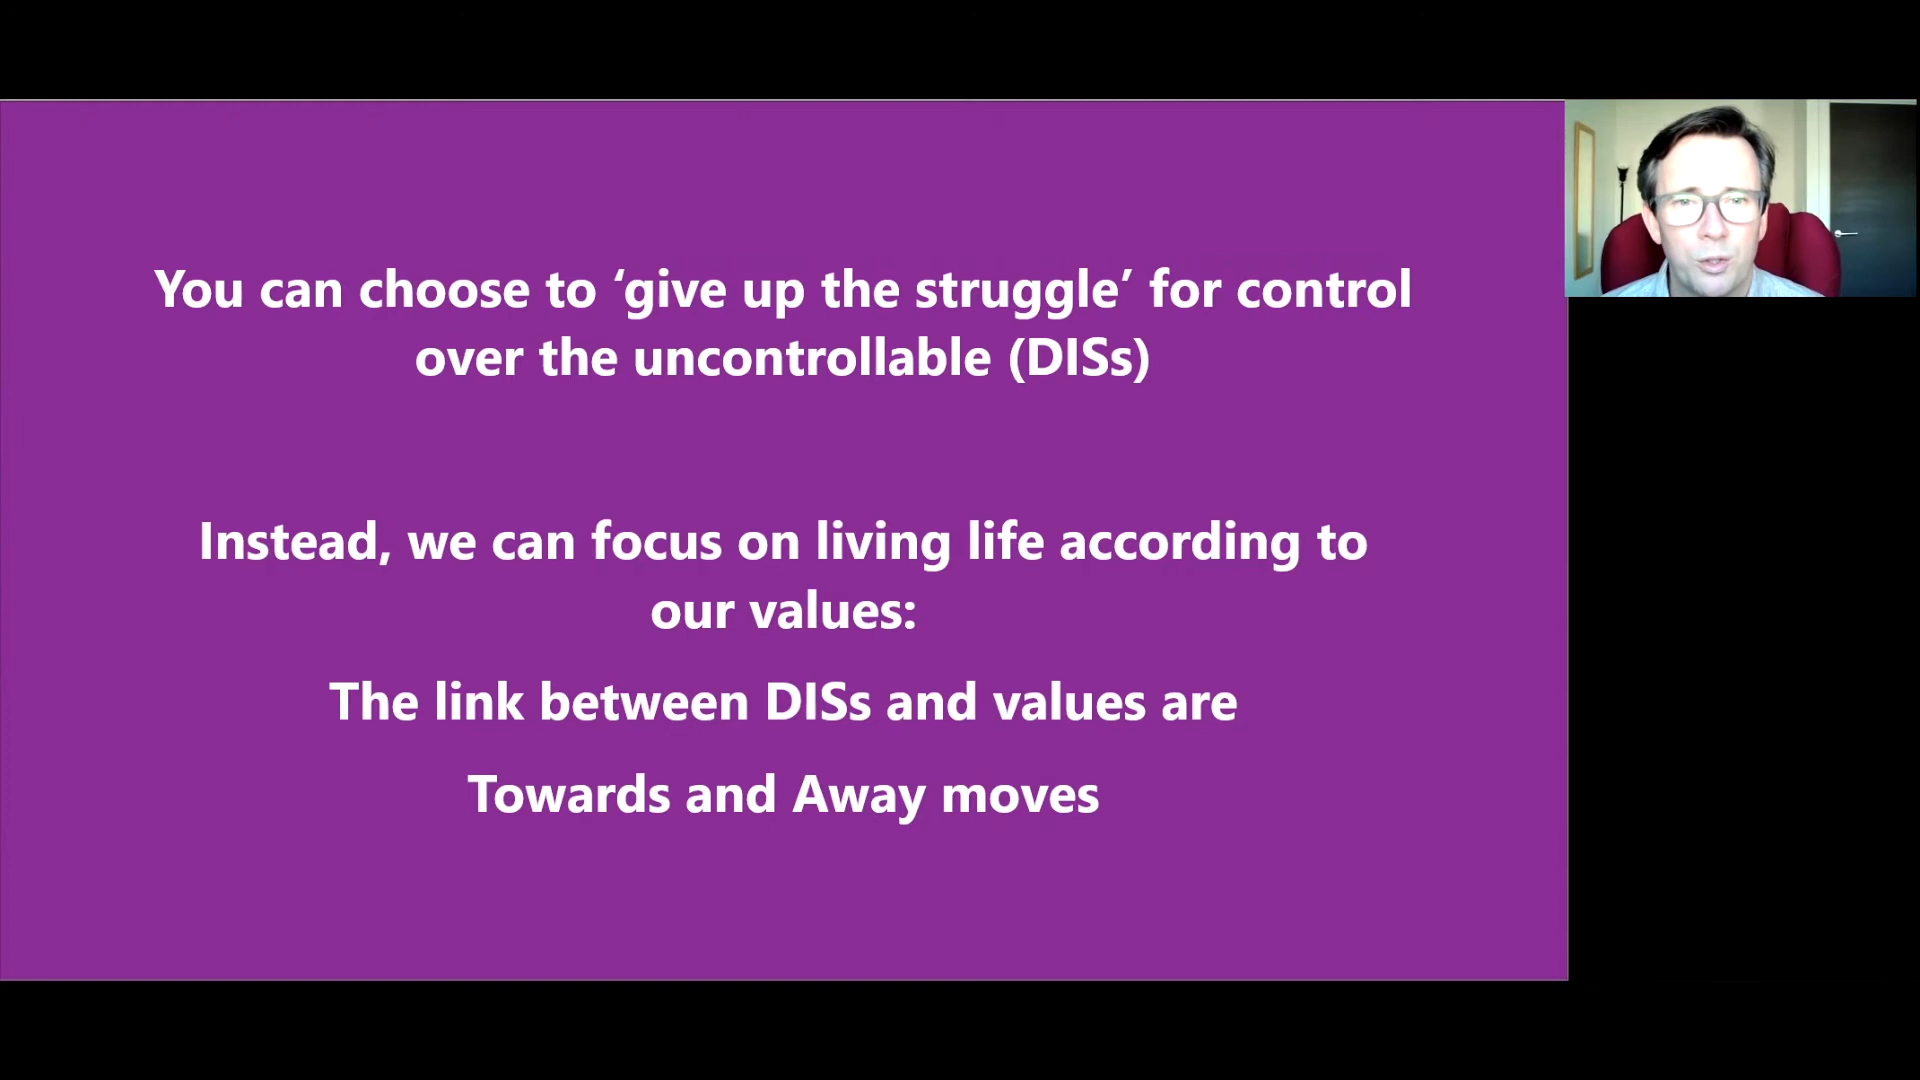 You can choose to ‘give up the struggle’ for control
over the uncontrollable (DISs)
Instead, we can focus on living life according to
our values:
The link between DISs and values are
Towards and Away moves